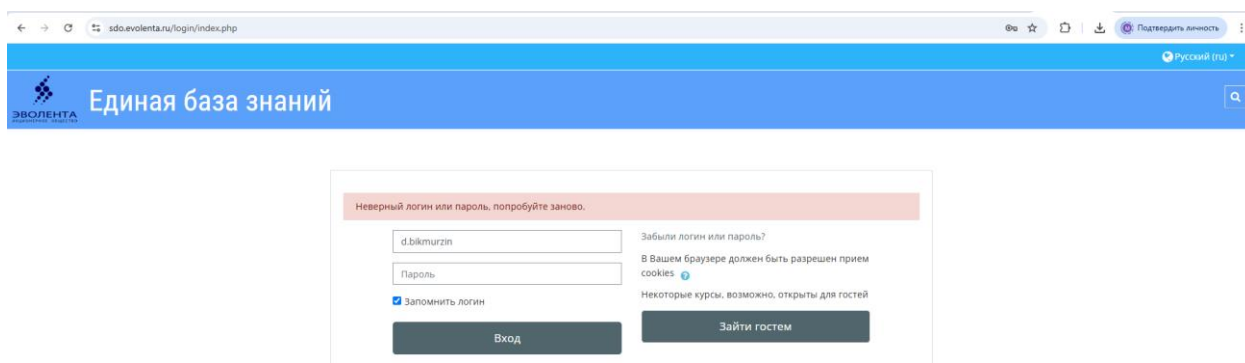 sdo.evolenta.ru/login/index.php
Подтвердить личность
Русский (ru)
ЭВОЛЕНТА
Единая база знаний
Неверный логин или пароль, попробуйте заново.
d.bikmurzin
Пароль
Запомнить логин
Вход
Забыли логин или пароль?
В Вашем браузере должен быть разрешен прием
cookies
Некоторые курсы, возможно, открыты для гостей
Зайти гостем